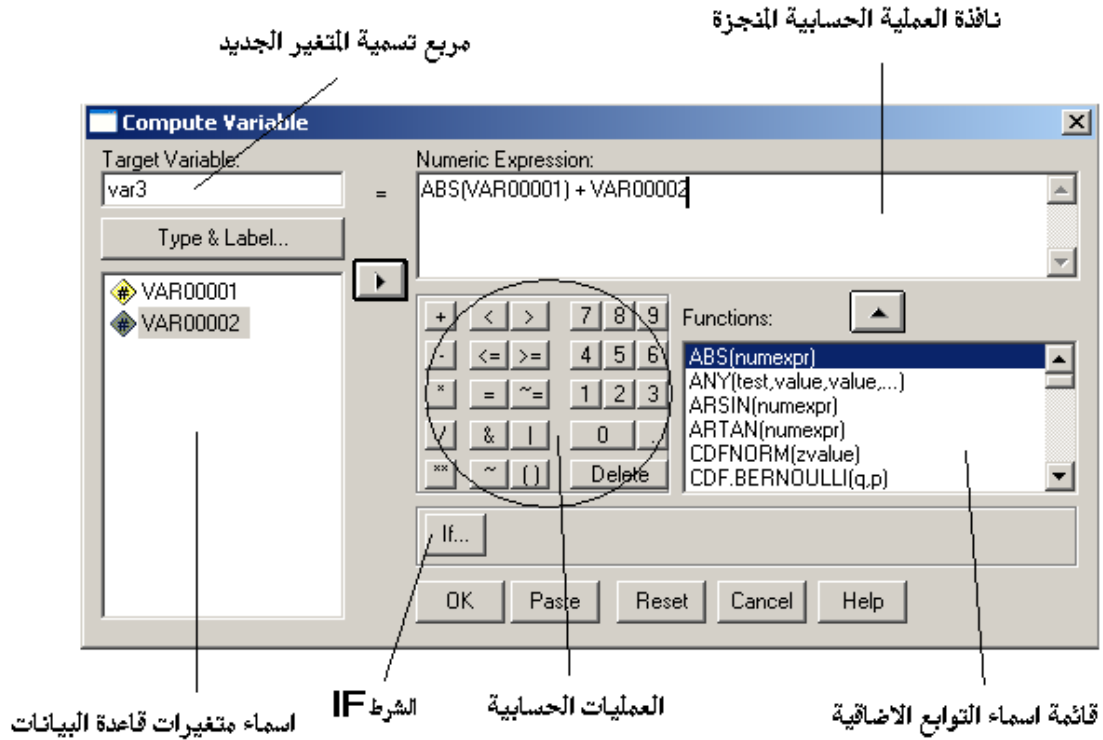 نافذة العملية الحسابية المنجزة
مربع تسمية المتغير الجديد
Compute Variable
Target Variable:
var3
=
Numeric Expression:
ABS(VAR00001) + VAR00002
Type & Label...
VAR00001
VAR00002
+ < > 7 8 9
- <= >= 4 5 6
* = ~= 1 2 3
/ & | 0 .
** ~ () Delete
Functions:
ABS(numexpr)
ANY(test,value,value,...)
ARSIN(numexpr)
ARTAN(numexpr)
CDFNORM(zvalue)
CDF.BERNOULLI(q,p)
If...
OK Paste Reset Cancel Help
اسماء متغيرات قاعدة البيانات
الشرط IF
العمليات الحسابية
قائمة اسماء التوابع الاضاقية